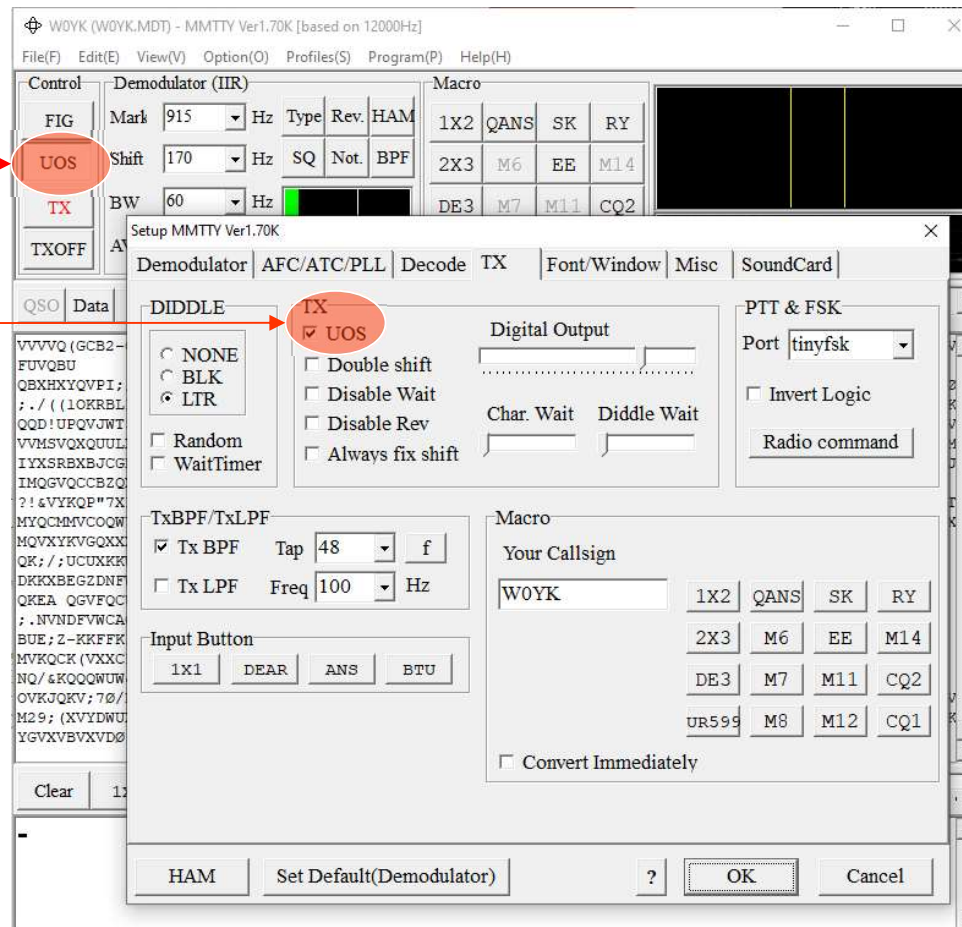 W0YK (W0YK.MDT) - MMTTY Ver1.70K [based on 12000Hz]
File(F) Edit(E) View(V) Option(O) Profiles(S) Program(P) Help(H)
Control
FIG
UOS
TX
TXOFF
Demodulator (IIR)
Mark 915 Hz Type Rev. HAM
Shift 170 Hz SQ Not. BPF
BW 60 Hz
Macro
1X2 QANS SK RY
2X3 M6 EE M14
DE3 M7 M11 CQ2
QSO Data
VVVVQ(GCB2-
FUVQBU
QBXHXYQVPI;
;./((1OKRBL
QQD!UPQVJWT
VVMSVQXQUUL
IYXSRBXBJCG
IMQGVQCCBZQ
?!&VYKQP"7X
MYQCMMVCOQW
MQVXYKVGQXX
QK;/;UCUXKK
DKKXBEGZDNF
QKEA QGVFQC
;.NVNDFVWCA
BUE;Z-KKFFK
MVKQCK(VXXC
NQ/&KQQQWUW
OVKJQKV;7Ø/
M29;(XVYDWU
YGVXVBVXVDØ
Clear
Setup MMTTY Ver1.70K
Demodulator AFC/ATC/PLL Decode TX Font/Window Misc SoundCard
DIDDLE
NONE
BLK
LTR
Random
WaitTimer
TX
UOS
Double shift
Disable Wait
Disable Rev
Always fix shift
Digital Output
Char. Wait Diddle Wait
PTT & FSK
Port tinyfsk
Invert Logic
Radio command
TxBPF/TxLPF
Tx BPF Tap 48 f
Tx LPF Freq 100 Hz
Input Button
1X1 DEAR ANS BTU
Macro
Your Callsign
W0YK
1X2 QANS SK RY
2X3 M6 EE M14
DE3 M7 M11 CQ2
UR599 M8 M12 CQ1
Convert Immediately
HAM Set Default(Demodulator) ? OK Cancel